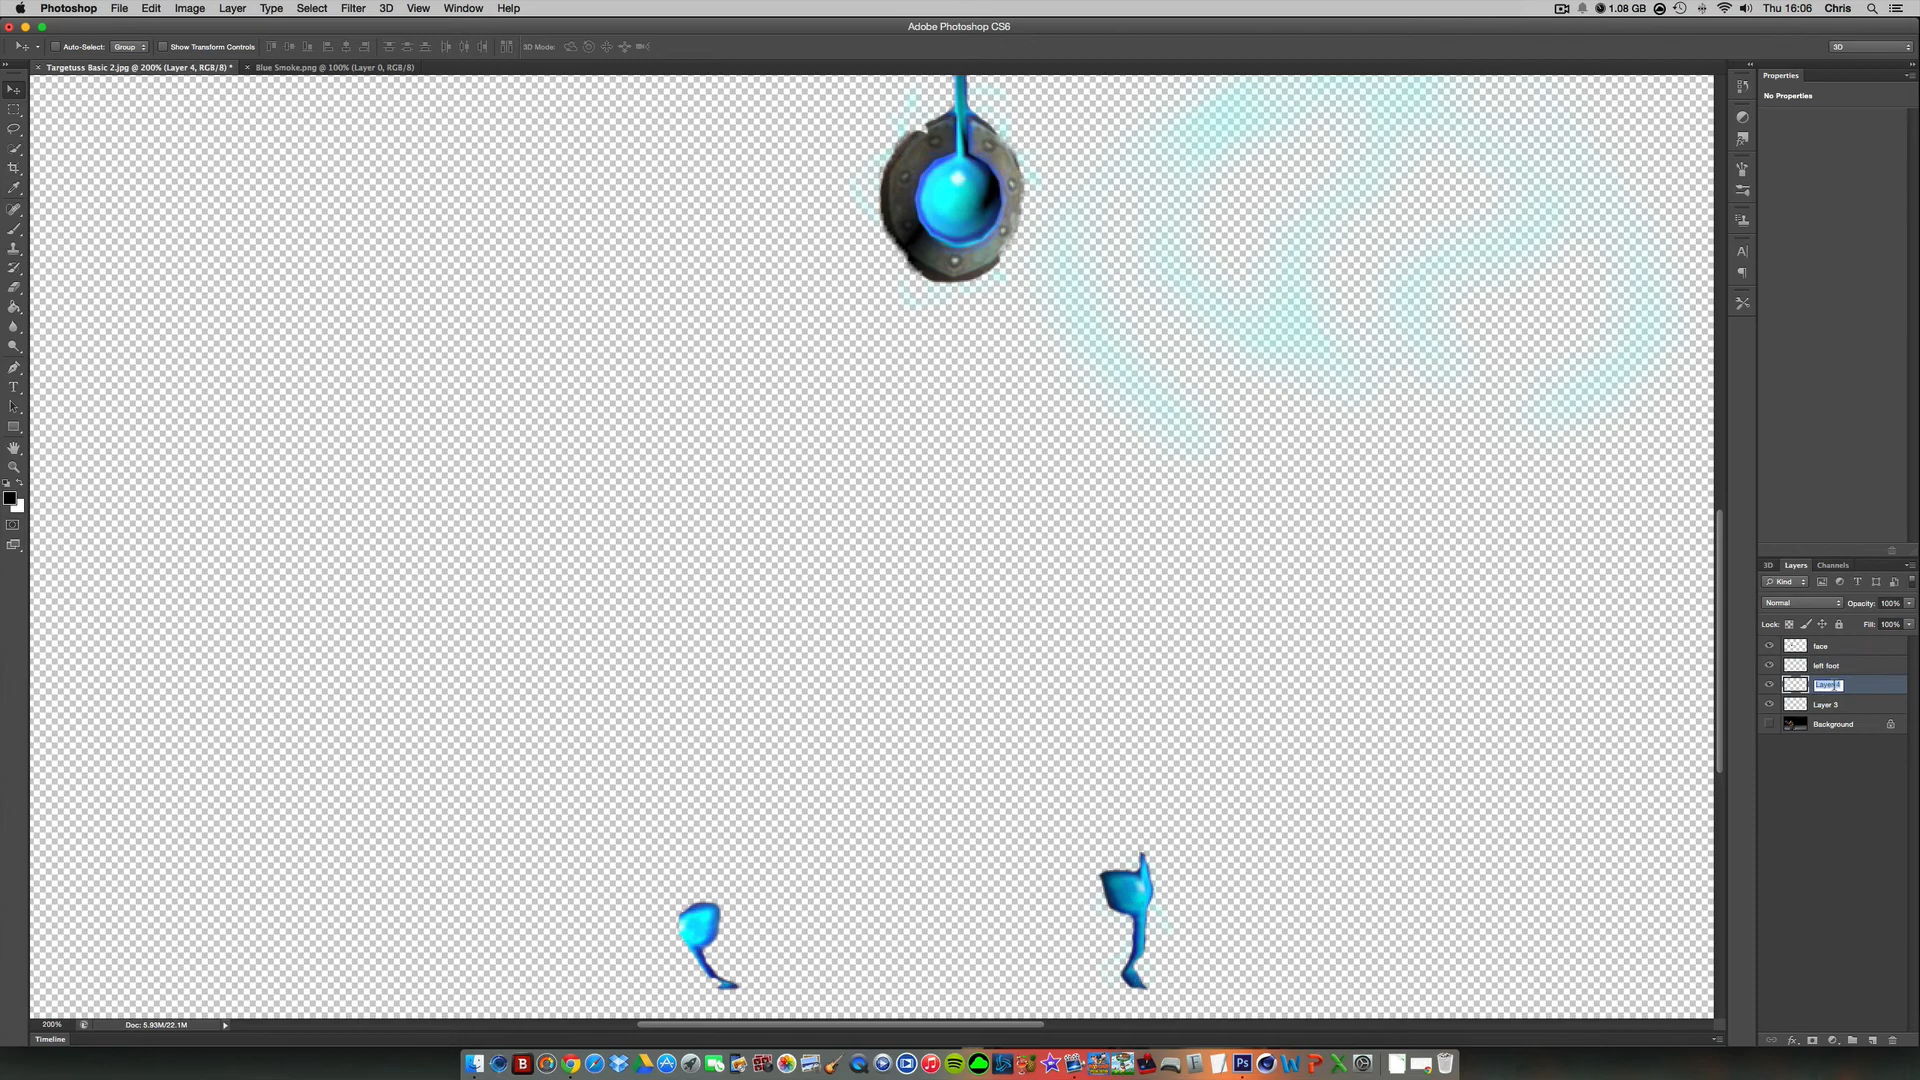 Photoshop File Edit Image Layer Type Select Filter 3D View Window Help 1.08 GB Thu 16:06 Chris
Adobe Photoshop CS6
Auto-Select: Group Show Transform Controls 3D Mode: 3D
Targetuss Basic 2.jpg @ 200% (Layer 4, RGB/8) * Blue Smoke.png @ 100% (Layer 0, RGB/8)
Properties
No Properties
3D Layers Channels
Kind
Normal Opacity: 100%
Lock: Fill: 100%
face
left foot
Layer 4
Layer 3
Background
200% Doc: 5.93M/22.1M
Timeline